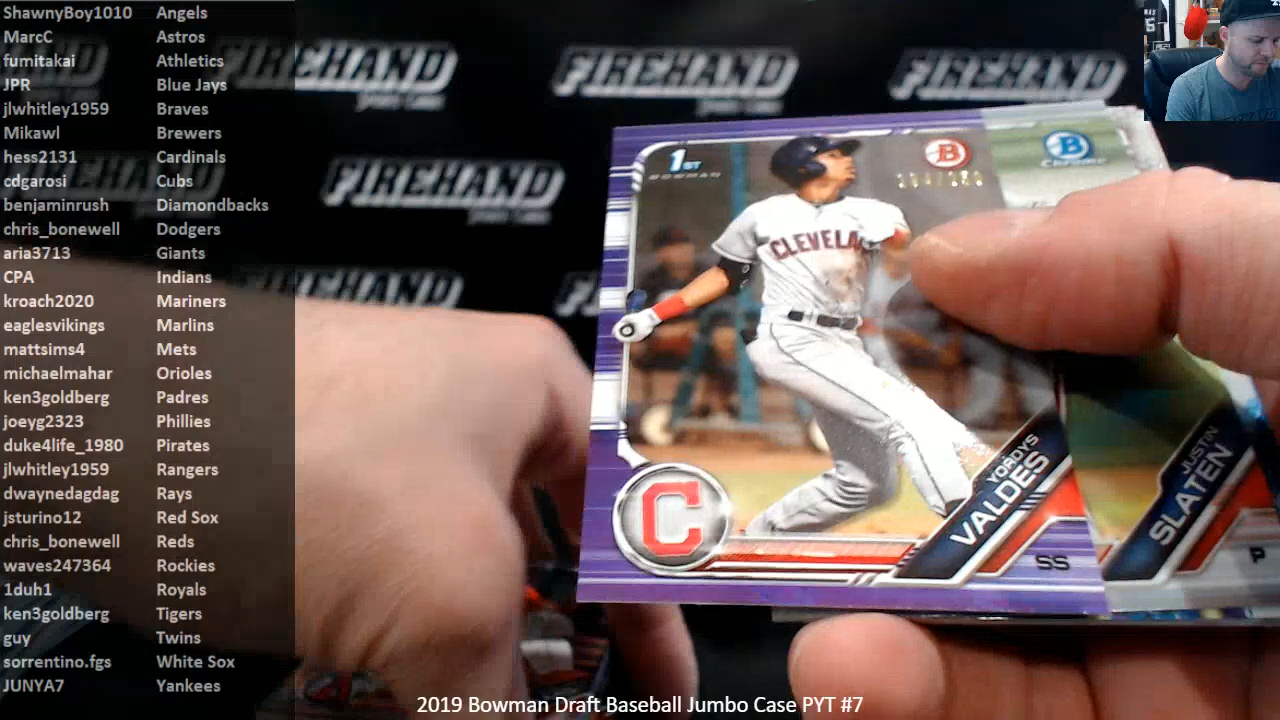 ShawnyBoy1010 Angels
MarcC Astros
fumitakai Athletics
JPR Blue Jays
jlwhitley1959 Braves
Mikawl Brewers
hess2131 Cardinals
cdgarosi Cubs
benjaminrush Diamondbacks
chris_bonewell Dodgers
aria3713 Giants
CPA Indians
kroach2020 Mariners
eaglesvikings Marlins
mattsims4 Mets
michaelmahar Orioles
ken3goldberg Padres
joeyg2323 Phillies
duke4life_1980 Pirates
jlwhitley1959 Rangers
dwaynedagdag Rays
jsturino12 Red Sox
chris_bonewell Reds
waves247364 Rockies
1duh1 Royals
ken3goldberg Tigers
guy Twins
sorrentino.fgs White Sox
JUNYA7 Yankees
FIREHAND FIREHAND FIREHAND
FIREHAND
FIREHAND
1ST
BOWMAN
B
B
CHROME
CLEVELA
C
YORDYS
VALDES
SS
JUSTIN
SLATEN
P
2019 Bowman Draft Baseball Jumbo Case PYT #7